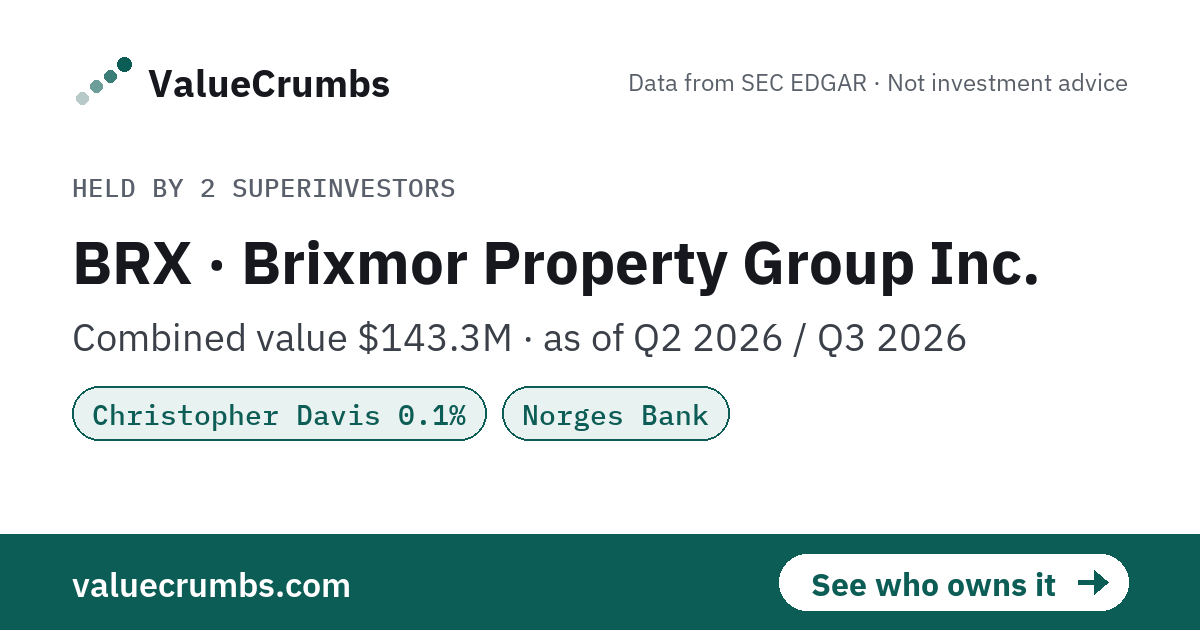 ValueCrumbs
Data from SEC EDGAR · Not investment advice
HELD BY 2 SUPERINVESTORS
BRX · Brixmor Property Group Inc.
Combined value $143.3M · as of Q2 2026 / Q3 2026
Christopher Davis 0.1%
Norges Bank
valuecrumbs.com
See who owns it →